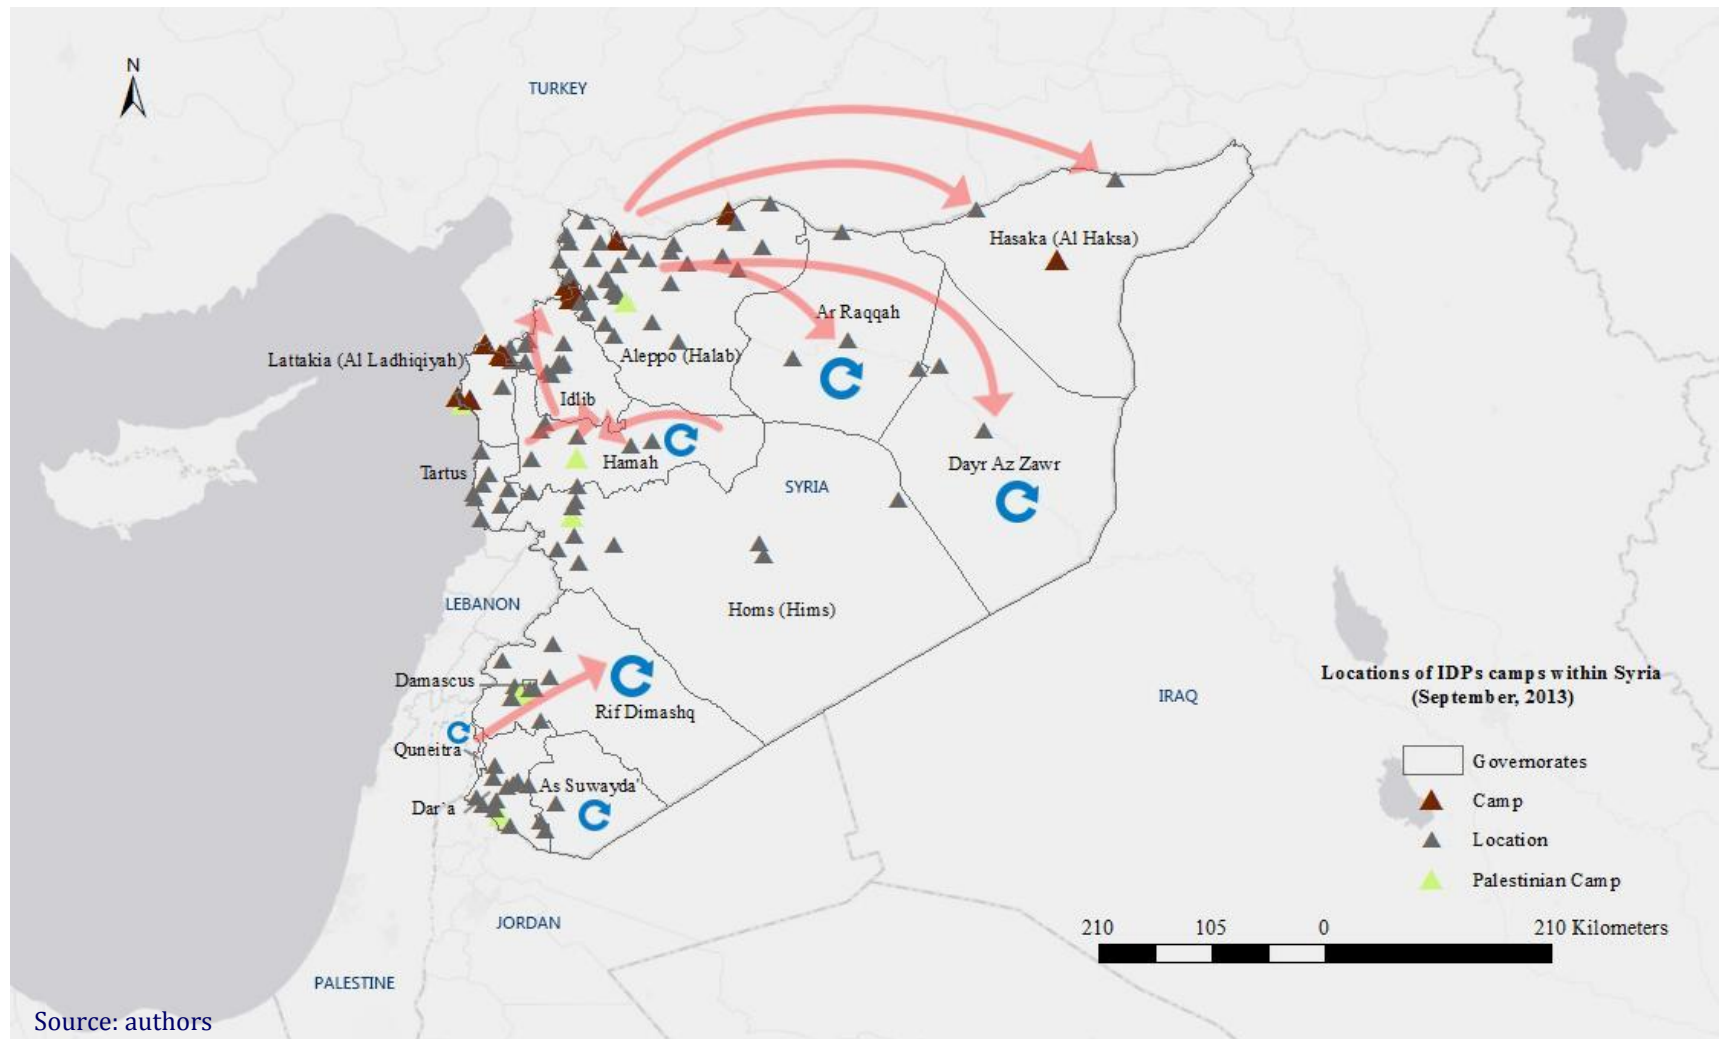 N
TURKEY
Hasaka (Al Haksa)
Ar Raqqah
Aleppo (Halab)
Lattakia (Al Ladhiqiyah)
Idlib
Hamah
Dayr Az Zawr
Tartus
SYRIA
LEBANON
Homs (Hims)
Damascus
Rif Dimashq
IRAQ
Quneitra
As Suwayda'
Dar`a
JORDAN
PALESTINE
Locations of IDPs camps within Syria
(September, 2013)
Governorates
Camp
Location
Palestinian Camp
210 105 0 210 Kilometers
Source: authors